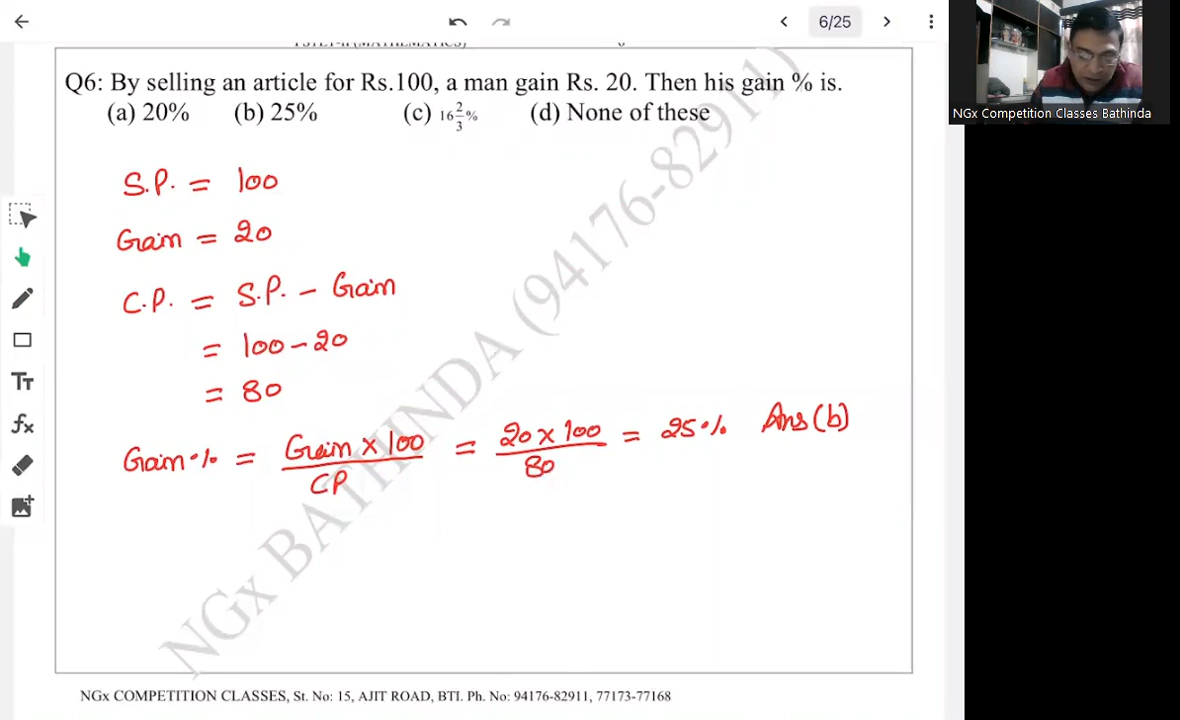 6/25
Q6: By selling an article for Rs.100, a man gain Rs. 20. Then his gain % is.
(a) 20% (b) 25% (c) 16 2/3 % (d) None of these
S.P. = 100
Gain = 20
C.P. = S.P. - Gain
= 100 - 20
= 80
Gain % = Gain × 100 / CP = 20 × 100 / 80 = 25% Ans (b)
NGx BATHINDA (94176-82911)
NGx COMPETITION CLASSES, St. No: 15, AJIT ROAD, BTI. Ph. No: 94176-82911, 77173-77168
NGx Competition Classes Bathinda
TT
fx